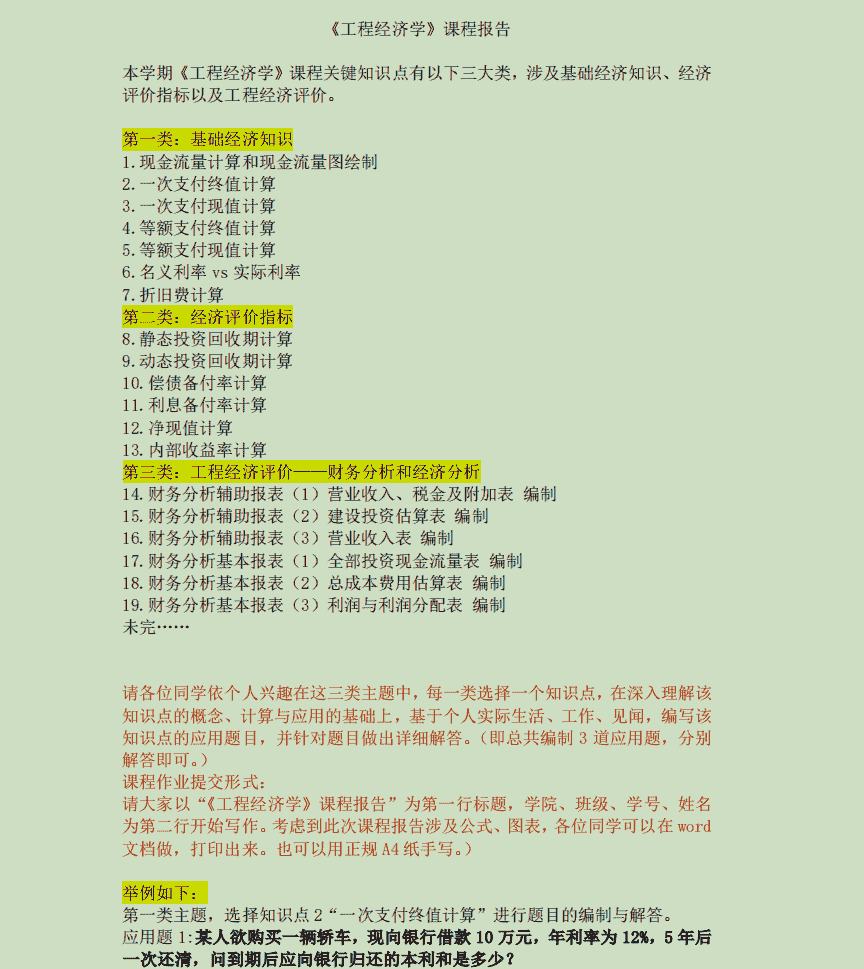 《工程经济学》课程报告
本学期《工程经济学》课程关键知识点有以下三大类，涉及基础经济知识、经济
评价指标以及工程经济评价。
第一类：基础经济知识
1.现金流量计算和现金流量图绘制
2.一次支付终值计算
3.一次支付现值计算
4.等额支付终值计算
5.等额支付现值计算
6.名义利率 vs 实际利率
7.折旧费计算
第二类：经济评价指标
8.静态投资回收期计算
9.动态投资回收期计算
10.偿债备付率计算
11.利息备付率计算
12.净现值计算
13.内部收益率计算
第三类：工程经济评价——财务分析和经济分析
14.财务分析辅助报表（1）营业收入、税金及附加表 编制
15.财务分析辅助报表（2）建设投资估算表 编制
16.财务分析辅助报表（3）营业收入表 编制
17.财务分析基本报表（1）全部投资现金流量表 编制
18.财务分析基本报表（2）总成本费用估算表 编制
19.财务分析基本报表（3）利润与利润分配表 编制
未完……
请各位同学依个人兴趣在这三类主题中，每一类选择一个知识点，在深入理解该
知识点的概念、计算与应用的基础上，基于个人实际生活、工作、见闻，编写该
知识点的应用题目，并针对题目做出详细解答。（即总共编制 3 道应用题，分别
解答即可。）
课程作业提交形式：
请大家以“《工程经济学》课程报告”为第一行标题，学院、班级、学号、姓名
为第二行开始写作。考虑到此次课程报告涉及公式、图表，各位同学可以在 word
文档做，打印出来。也可以用正规 A4 纸手写。）
举例如下：
第一类主题，选择知识点 2“一次支付终值计算”进行题目的编制与解答。
应用题 1:某人欲购买一辆轿车，现向银行借款 10 万元，年利率为 12%，5 年后
一次还清，问到期后应向银行归还的本利和是多少？